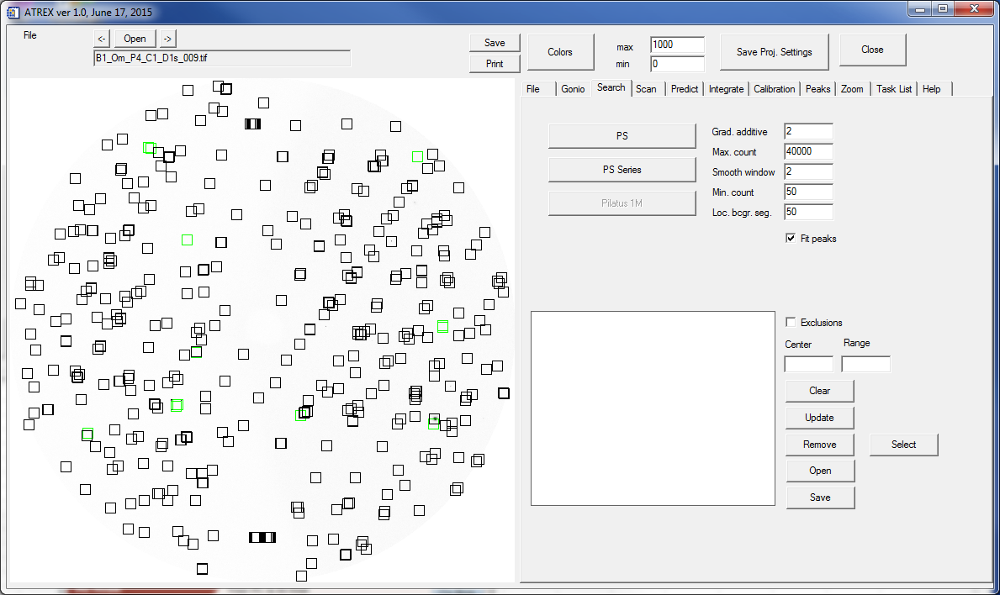 ATREX ver 1.0, June 17, 2015
File
<- Open ->
B1_Om_P4_C1_D1s_009.tif
Save
Print
Colors
max 1000
min 0
Save Proj. Settings
Close
File Gonio Search Scan Predict Integrate Calibration Peaks Zoom Task List Help
PS
PS Series
Pilatus 1M
Grad. additive 2
Max. count 40000
Smooth window 2
Min. count 50
Loc. bcgr. seg. 50
Fit peaks
Exclusions
Center Range
Clear
Update
Remove Select
Open
Save